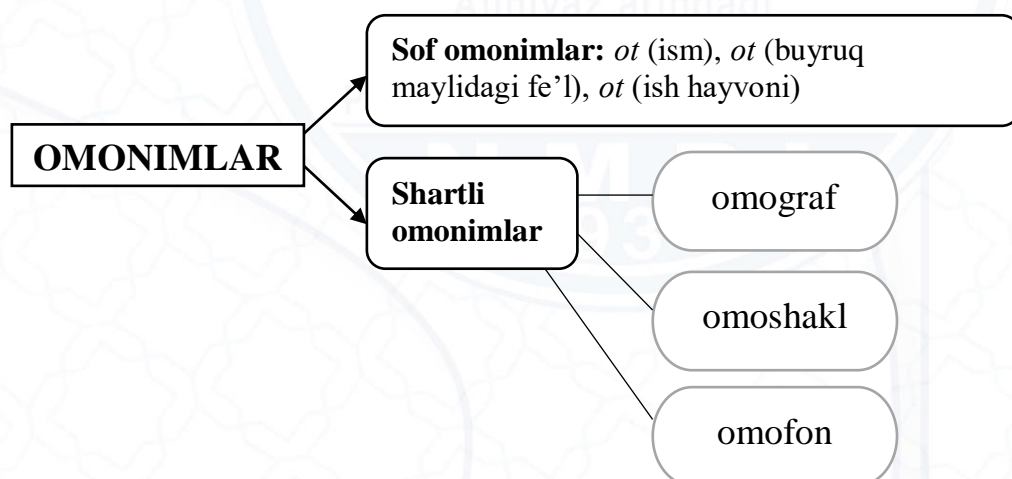 Sof omonimlar: ot (ism), ot (buyruq
maylidagi fe’l), ot (ish hayvoni)
OMONIMLAR
Shartli
omonimlar
omograf
omoshakl
omofon